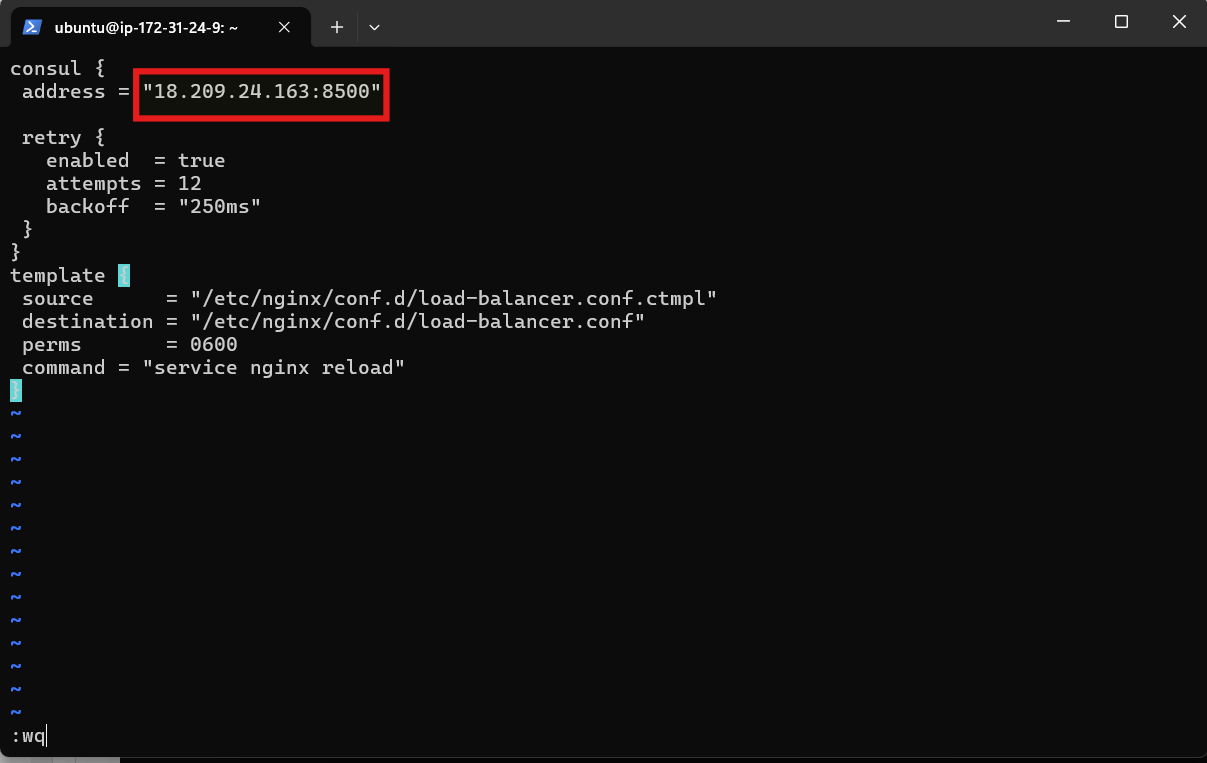 ubuntu@ip-172-31-24-9: ~
consul {
 address = "18.209.24.163:8500"
 retry {
   enabled  = true
   attempts = 12
   backoff  = "250ms"
 }
}
template {
 source      = "/etc/nginx/conf.d/load-balancer.conf.ctmpl"
 destination = "/etc/nginx/conf.d/load-balancer.conf"
 perms       = 0600
 command = "service nginx reload"
}
~
~
~
~
~
~
~
~
~
~
~
~
~
~
:wq